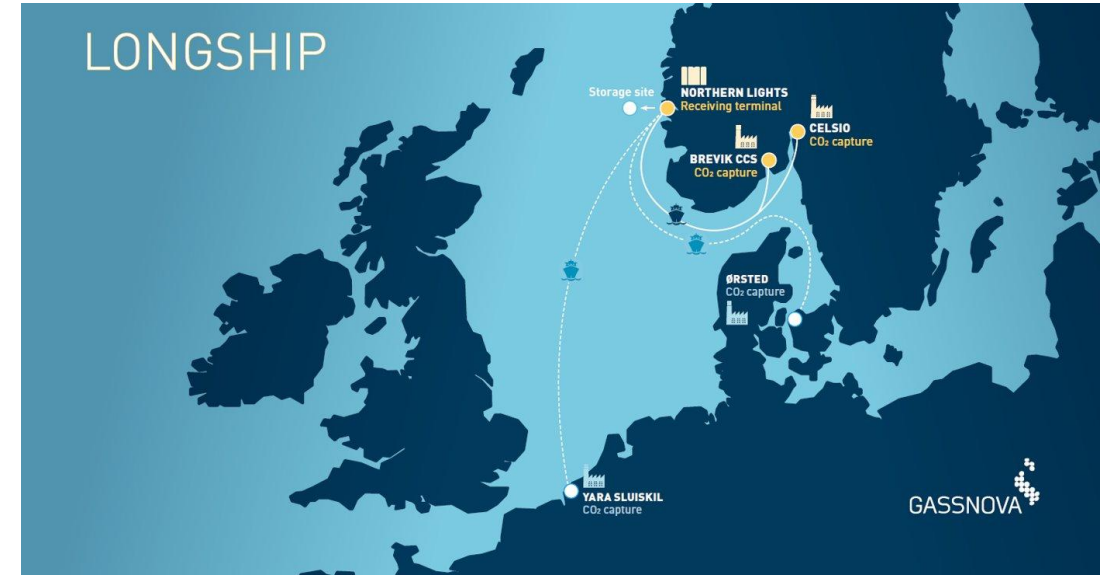 LONGSHIP
Storage site
NORTHERN LIGHTS
Receiving terminal
CELSIO
CO₂ capture
BREVIK CCS
CO₂ capture
ØRSTED
CO₂ capture
YARA SLUISKIL
CO₂ capture
GASSNOVA